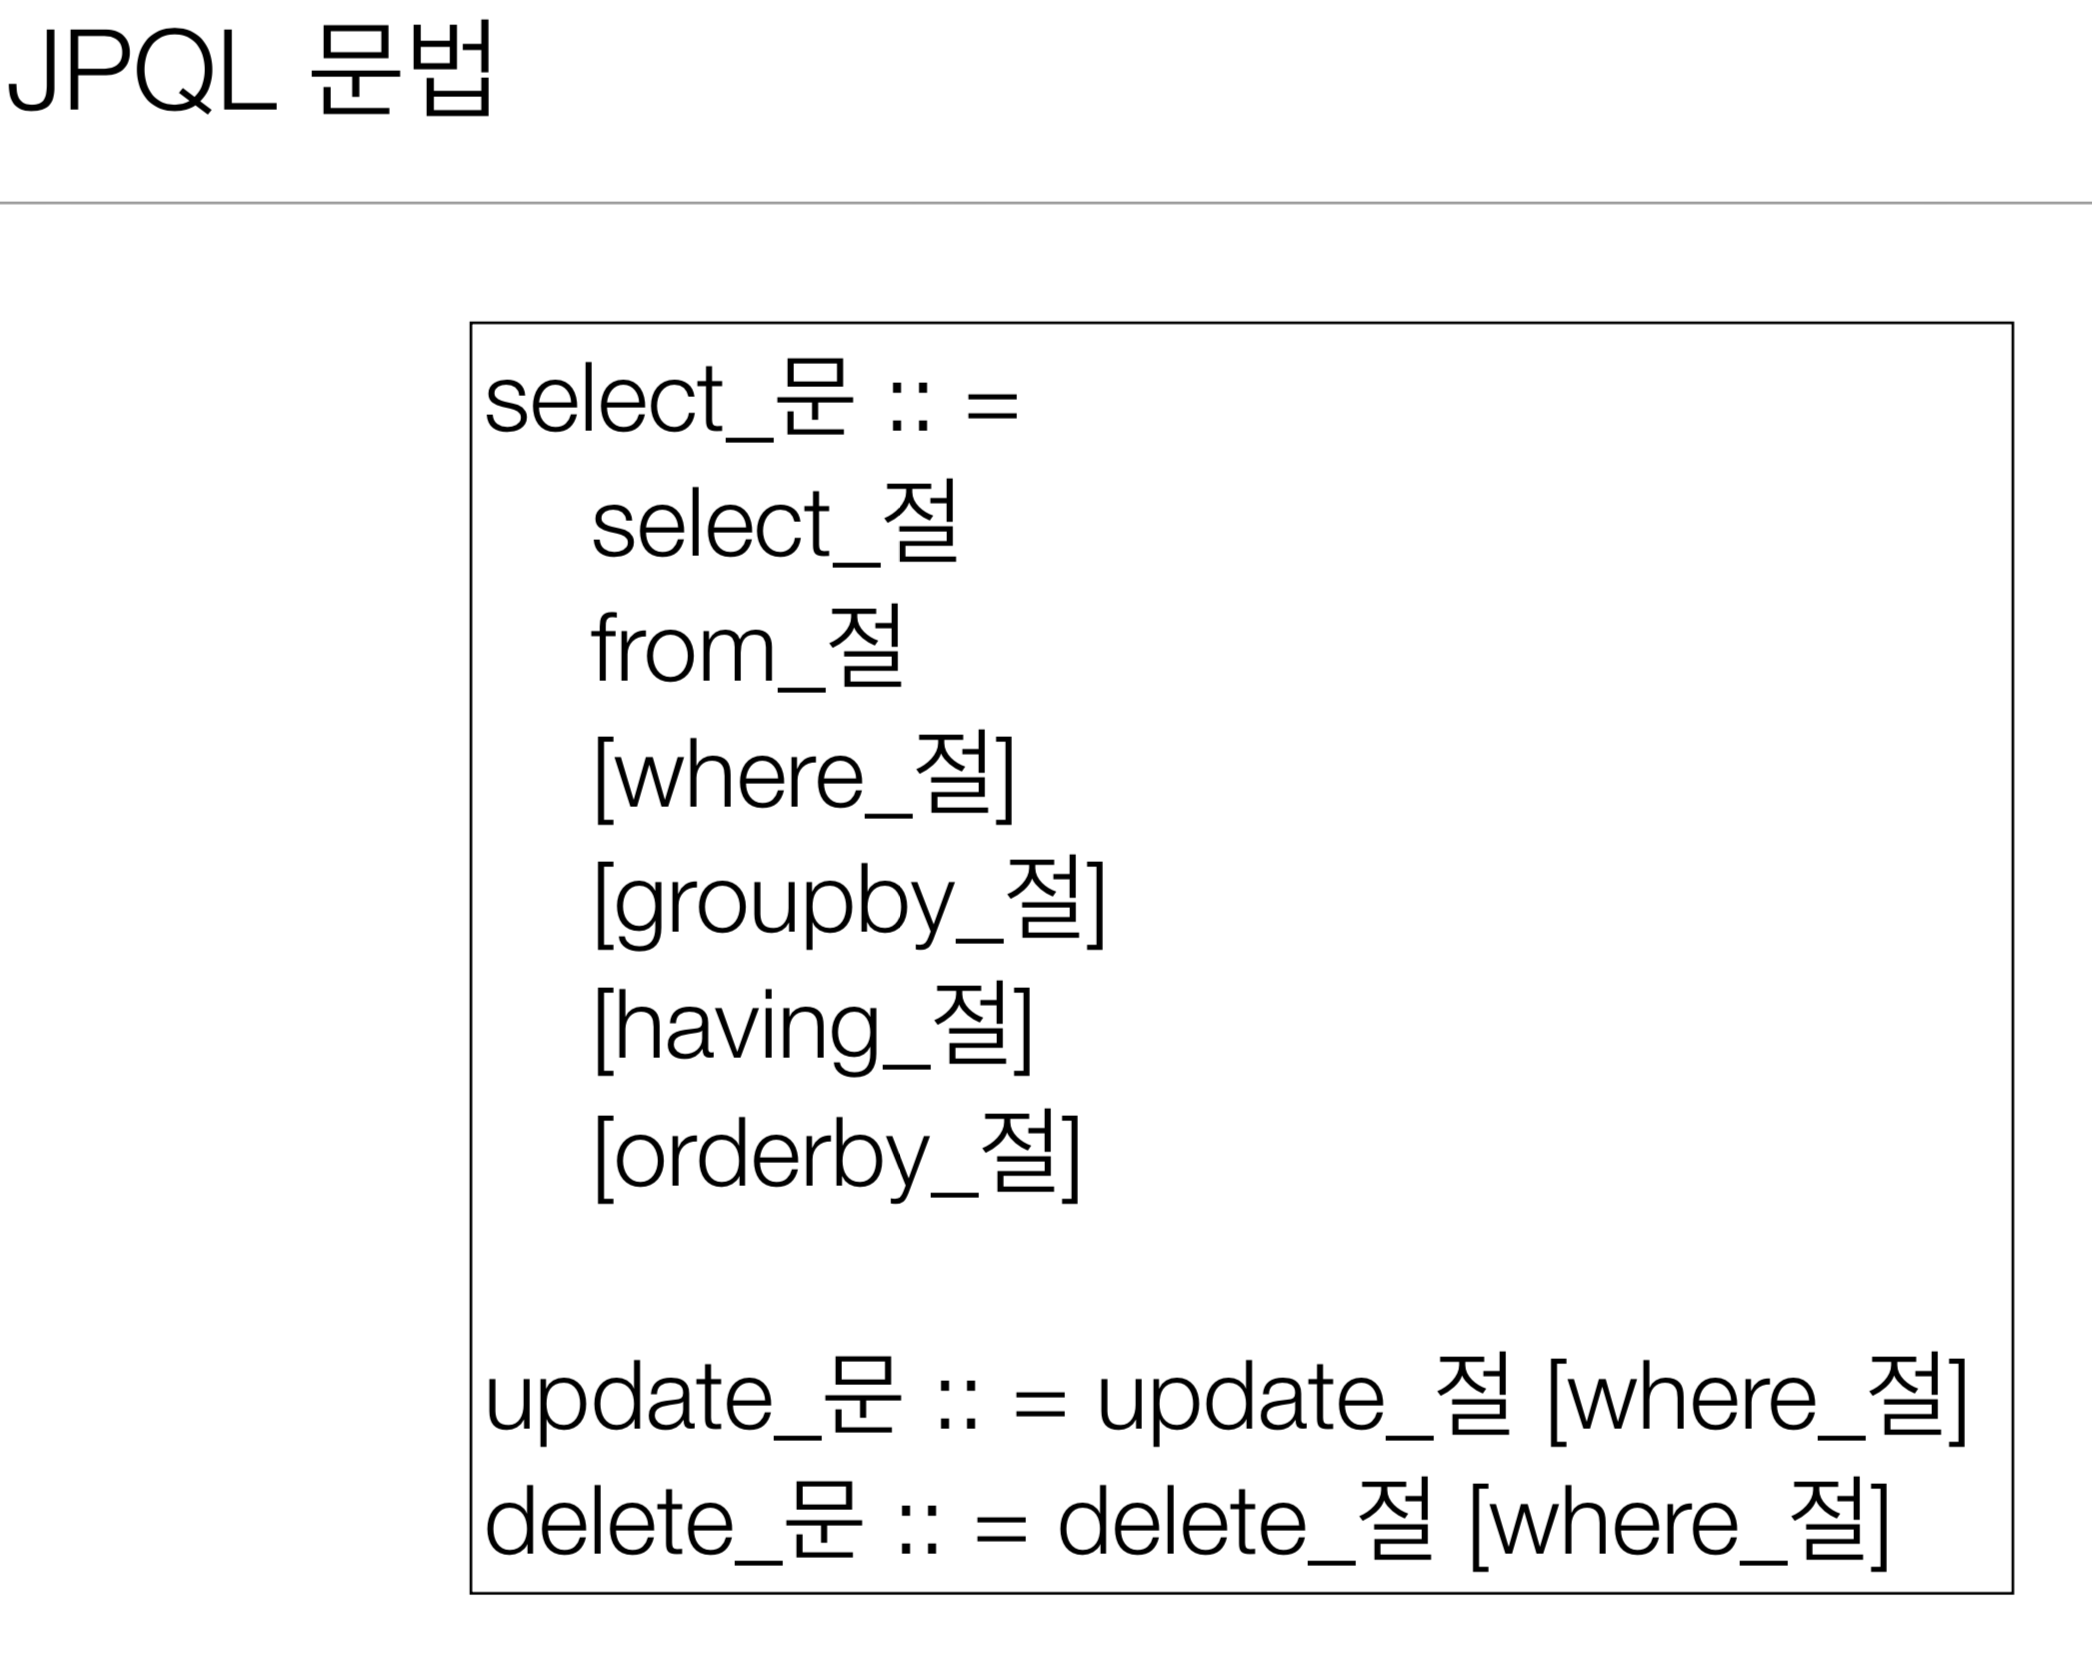 JPQL 문법
select_문 :: =
select_절
from_절
[where_절]
[groupby_절]
[having_절]
[orderby_절]
update_문 :: = update_절 [where_절]
delete_문 :: = delete_절 [where_절]